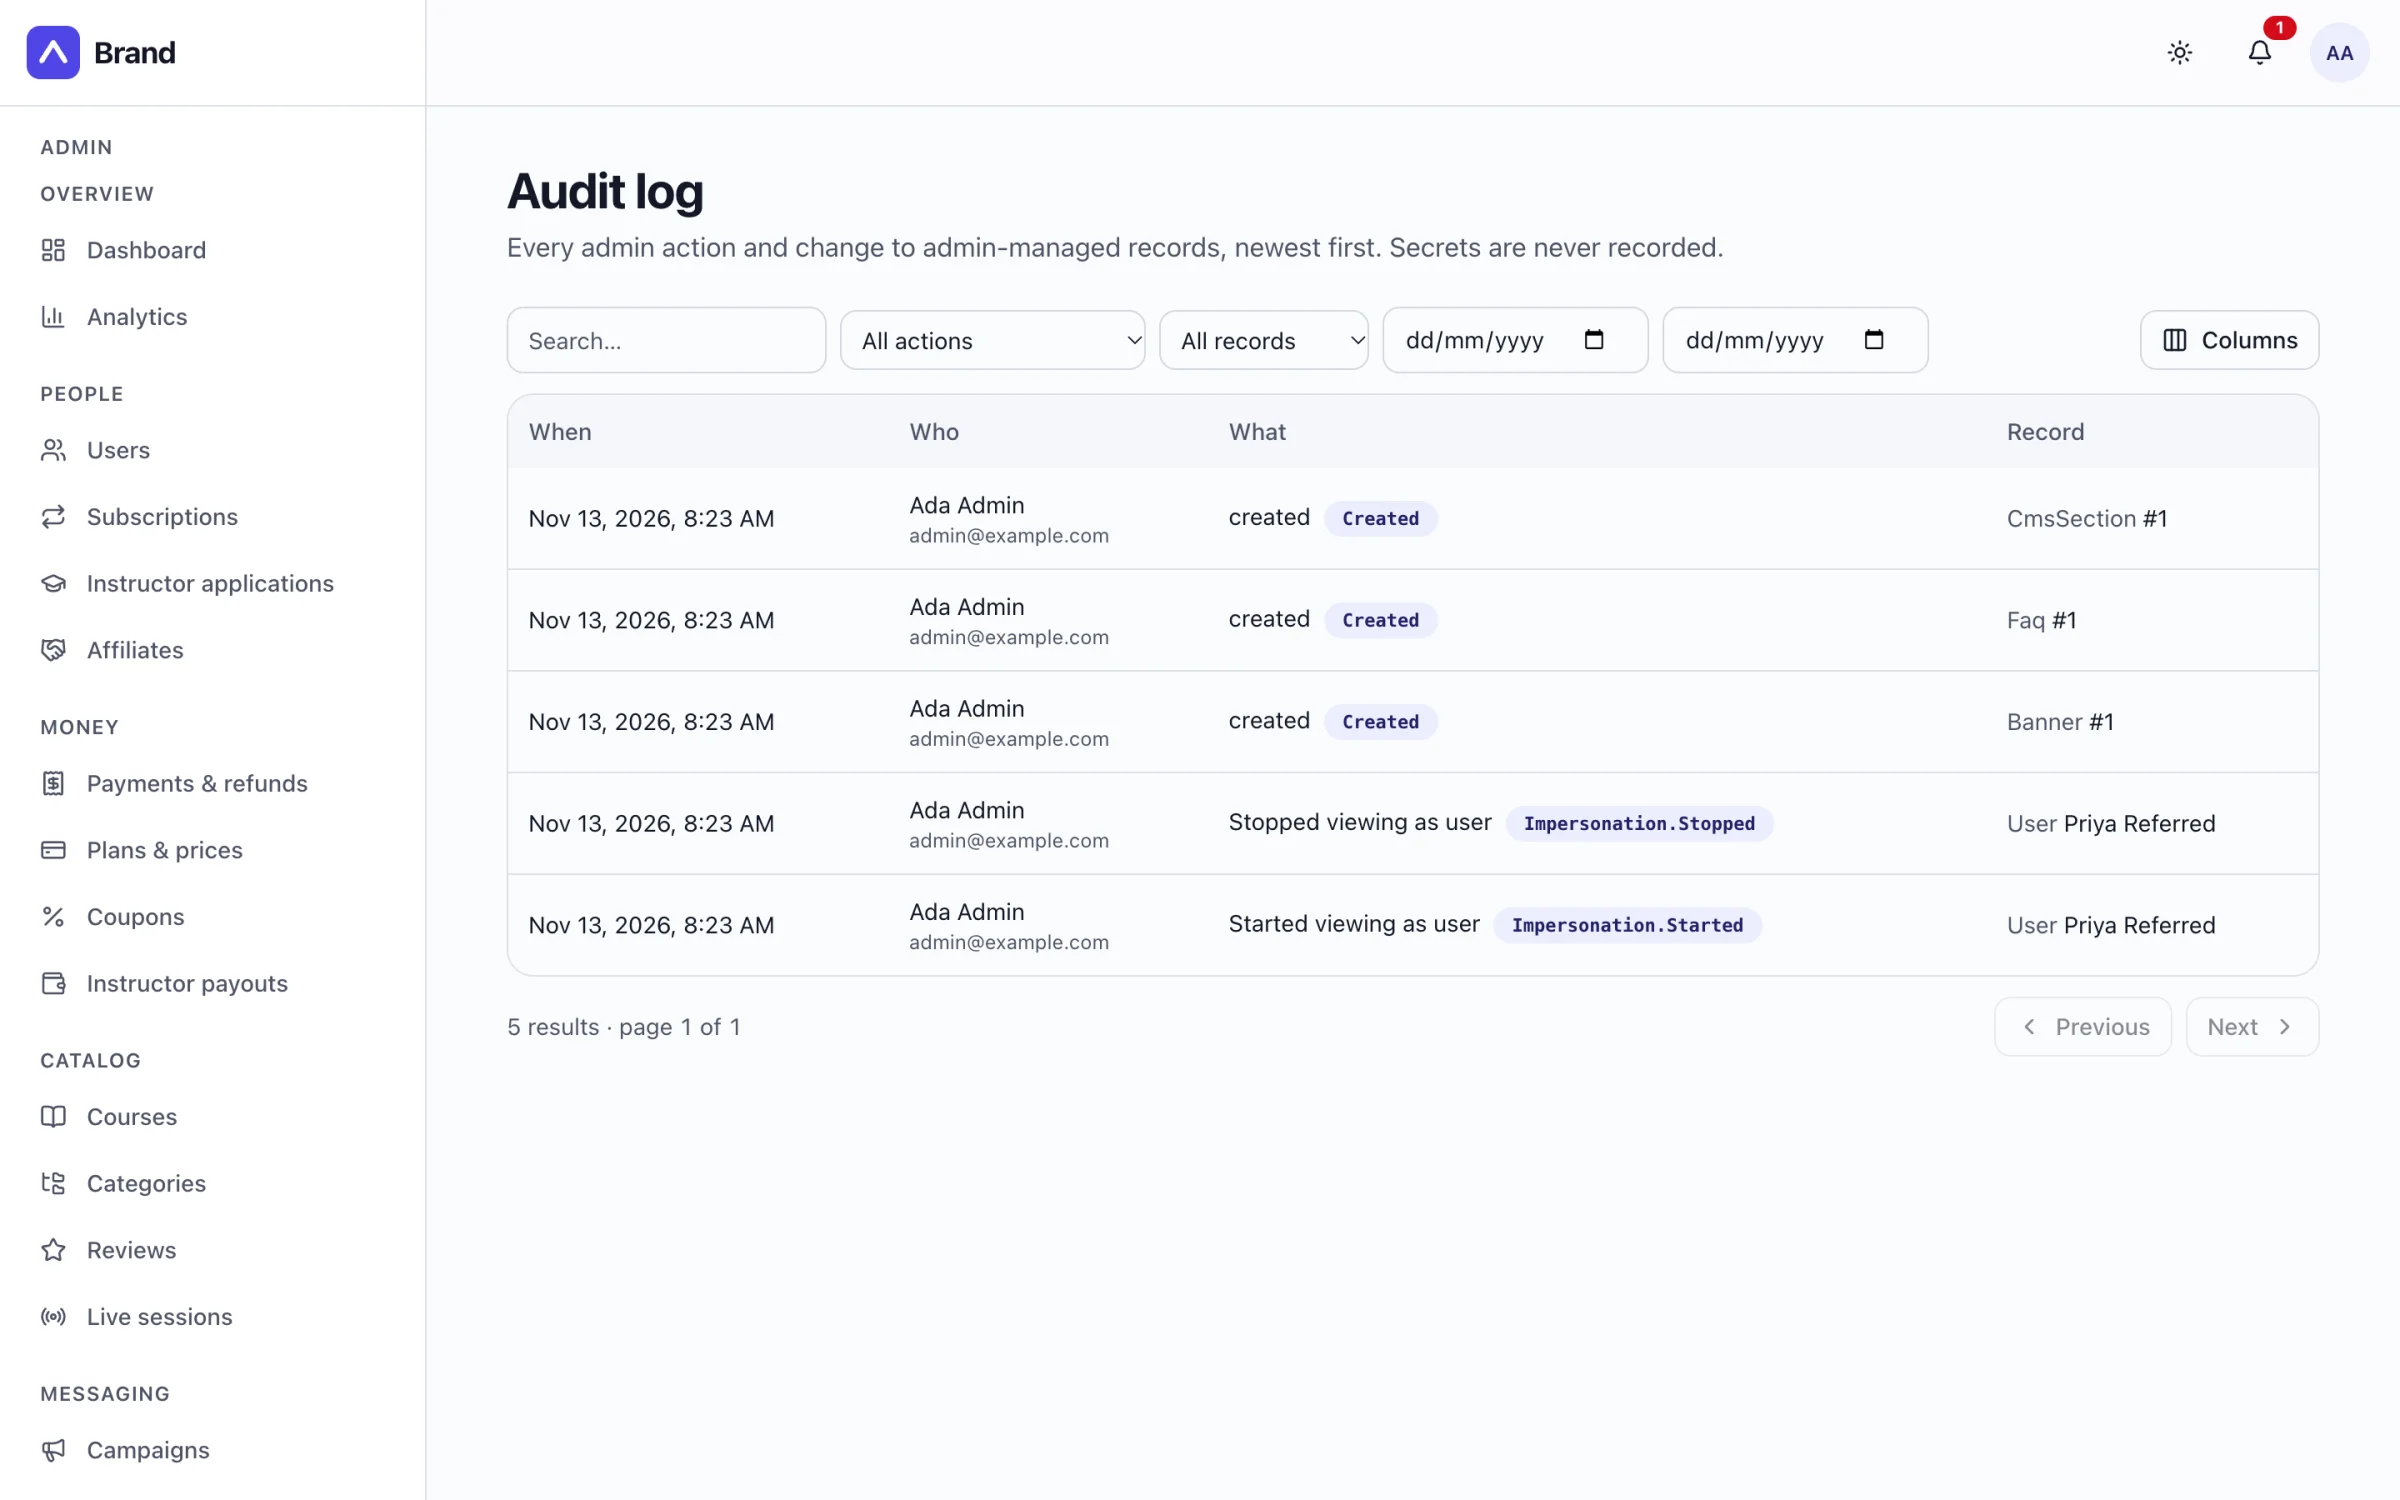 Brand
1
AA
ADMIN
OVERVIEW
Dashboard
Analytics
PEOPLE
Users
Subscriptions
Instructor applications
Affiliates
MONEY
Payments & refunds
Plans & prices
Coupons
Instructor payouts
CATALOG
Courses
Categories
Reviews
Live sessions
MESSAGING
Campaigns
Audit log
Every admin action and change to admin-managed records, newest first. Secrets are never recorded.
Search... All actions All records dd/mm/yyyy dd/mm/yyyy Columns
When Who What Record
Nov 13, 2026, 8:23 AM Ada Admin created Created CmsSection #1
admin@example.com
Nov 13, 2026, 8:23 AM Ada Admin created Created Faq #1
admin@example.com
Nov 13, 2026, 8:23 AM Ada Admin created Created Banner #1
admin@example.com
Nov 13, 2026, 8:23 AM Ada Admin Stopped viewing as user Impersonation.Stopped User Priya Referred
admin@example.com
Nov 13, 2026, 8:23 AM Ada Admin Started viewing as user Impersonation.Started User Priya Referred
admin@example.com
5 results · page 1 of 1 Previous Next